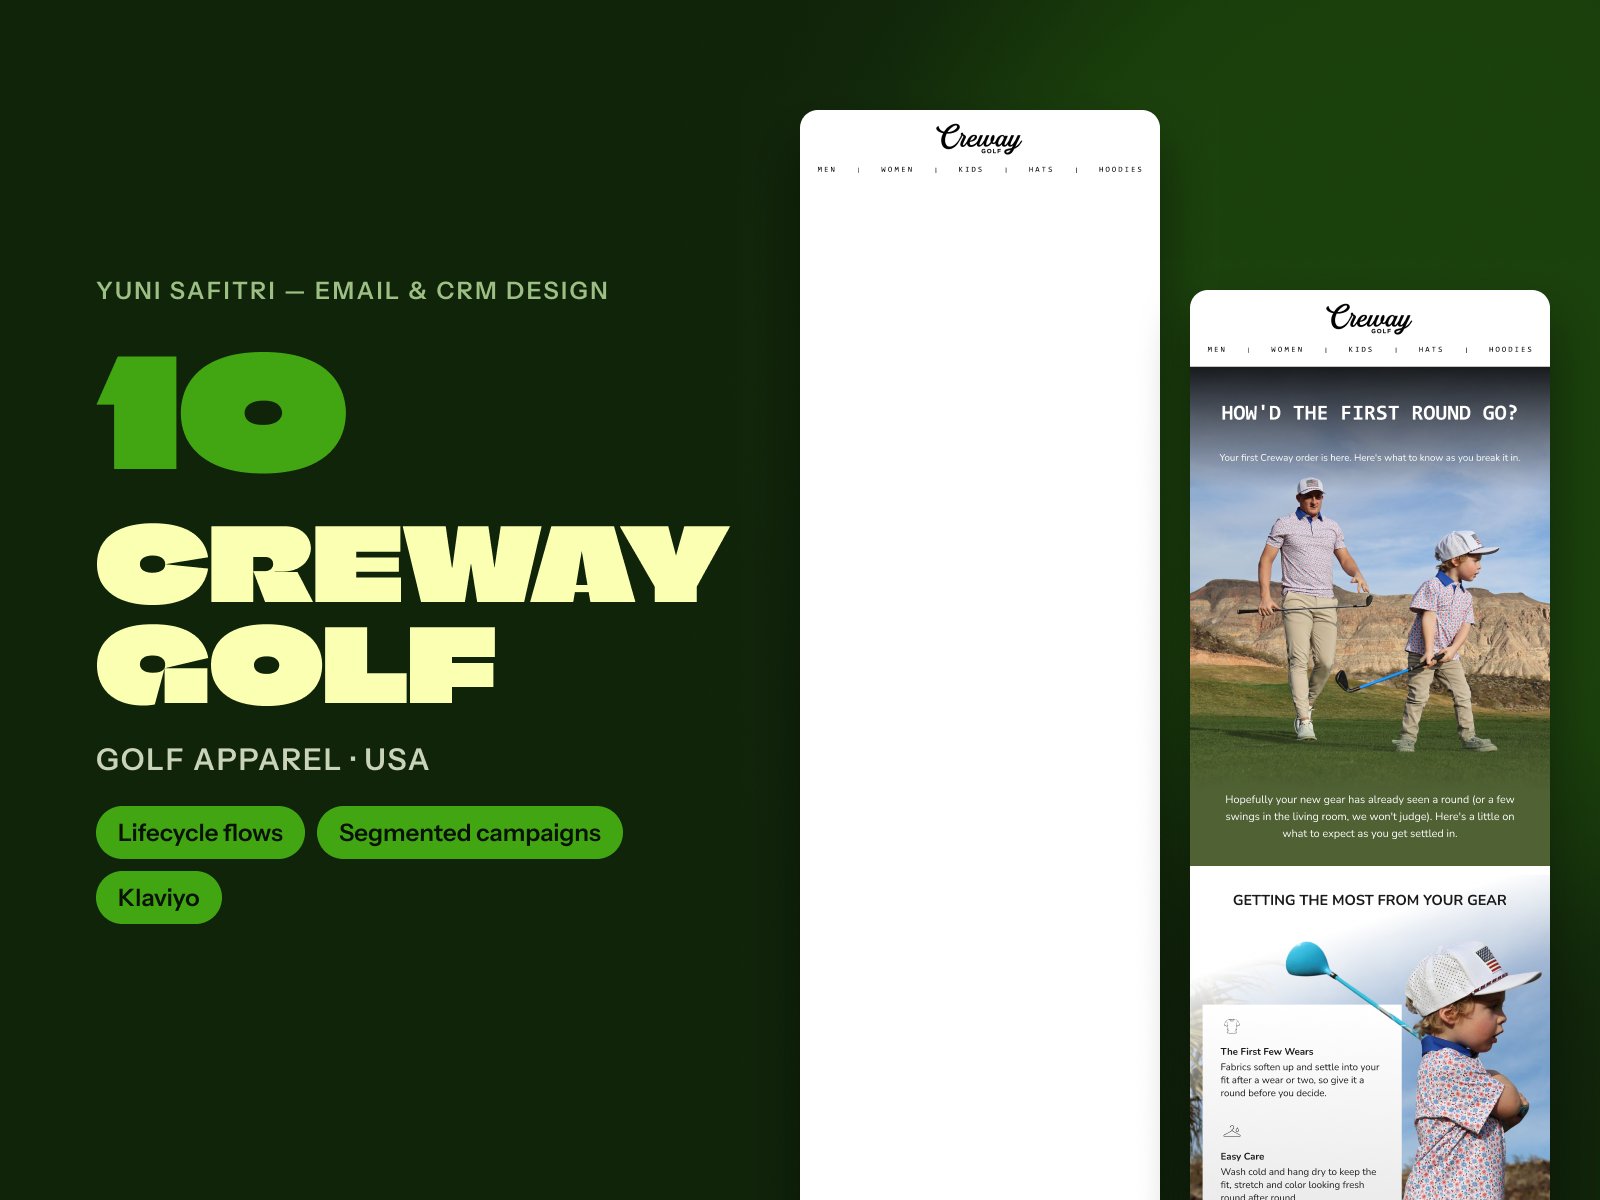 YUNI SAFITRI — EMAIL & CRM DESIGN
10
CREWAY
GOLF
GOLF APPAREL · USA
Lifecycle flows
Segmented campaigns
Klaviyo
Creway
GOLF
MEN | WOMEN | KIDS | HATS | HOODIES
Creway
GOLF
MEN | WOMEN | KIDS | HATS | HOODIES
HOW'D THE FIRST ROUND GO?
Your first Creway order is here. Here's what to know as you break it in.
Hopefully your new gear has already seen a round (or a few
swings in the living room, we won't judge). Here's a little on
what to expect as you get settled in.
GETTING THE MOST FROM YOUR GEAR
The First Few Wears
Fabrics soften up and settle into your
fit after a wear or two, so give it a
round before you decide.
Easy Care
Wash cold and hang dry to keep the
fit, stretch and color looking fresh
round after round.